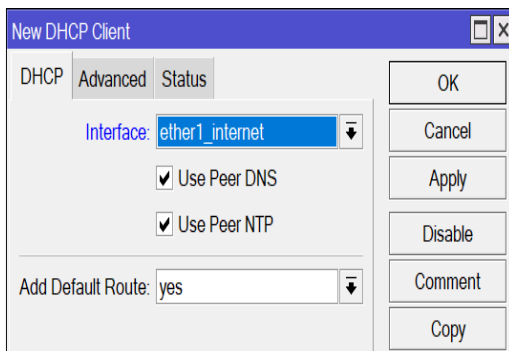 New DHCP Client
DHCP Advanced Status
Interface: ether1_internet
Use Peer DNS
Use Peer NTP
Add Default Route: yes
OK
Cancel
Apply
Disable
Comment
Copy